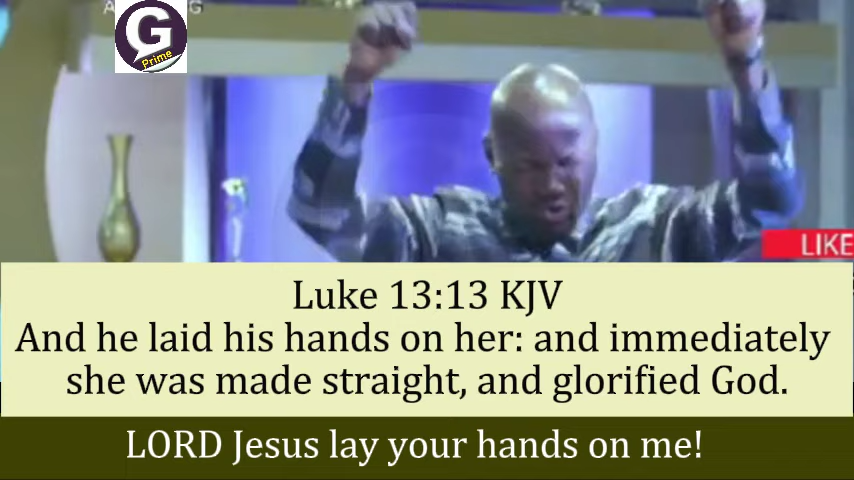 G
Prime
LIKE
Luke 13:13 KJV
And he laid his hands on her: and immediately
she was made straight, and glorified God.
LORD Jesus lay your hands on me!